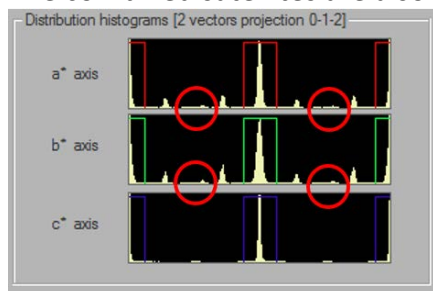 Distribution histograms [2 vectors projection 0-1-2]
a* axis
b* axis
c* axis